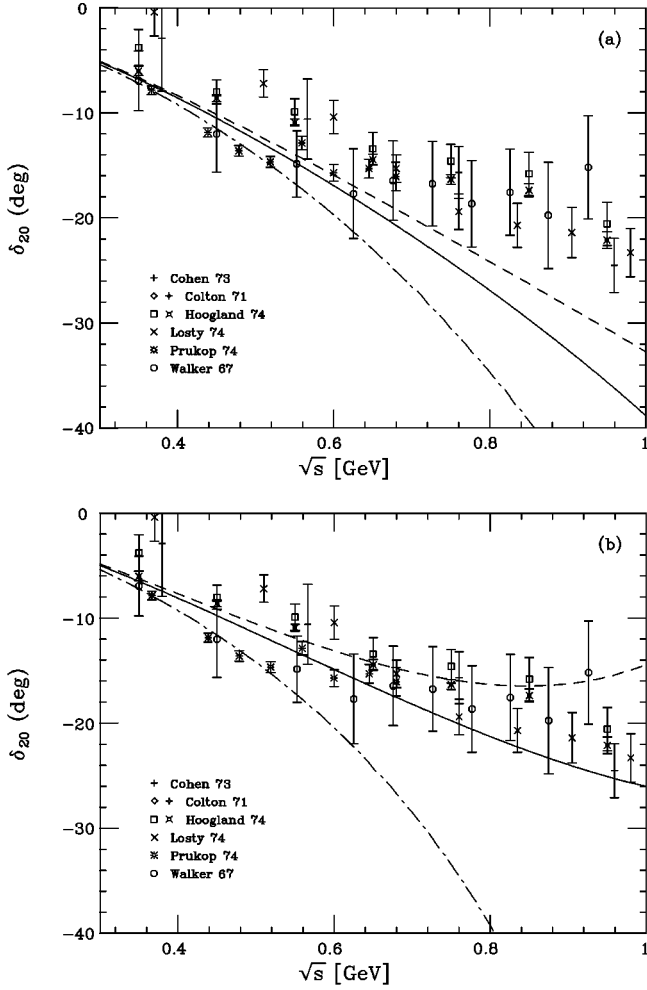 (a)
0
−10
−20
−30
−40
δ20 (deg)
+ Cohen 73
◇ + Colton 71
□ ¤ Hoogland 74
× Losty 74
✳ Prukop 74
○ Walker 67
0.4 0.6 0.8 1
√s [GeV]
(b)
0
−10
−20
−30
−40
δ20 (deg)
+ Cohen 73
◇ + Colton 71
□ ¤ Hoogland 74
× Losty 74
✳ Prukop 74
○ Walker 67
0.4 0.6 0.8 1
√s [GeV]